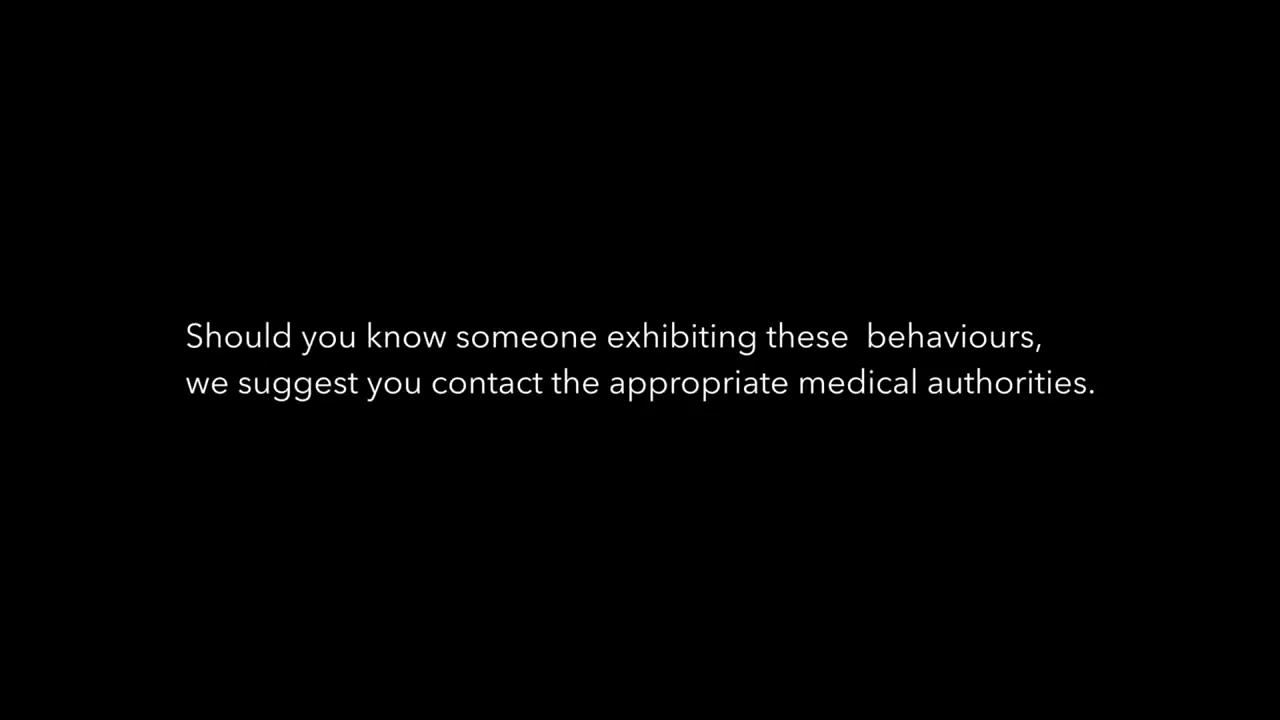 Should you know someone exhibiting these  behaviours,
we suggest you contact the appropriate medical authorities.